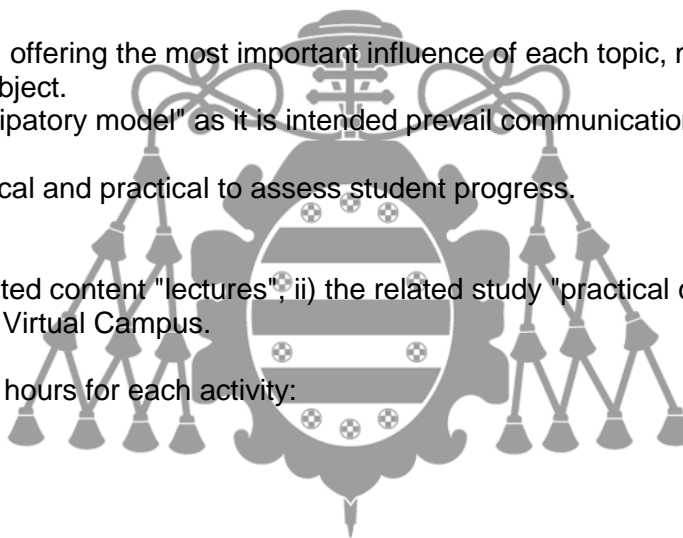 offering the most important influence of each topic,
bject.
ipatory model" as it is intended prevail communication
cal and practical to assess student progress.
ted content "lectures", ii) the related study "practical
Virtual Campus.
hours for each activity: